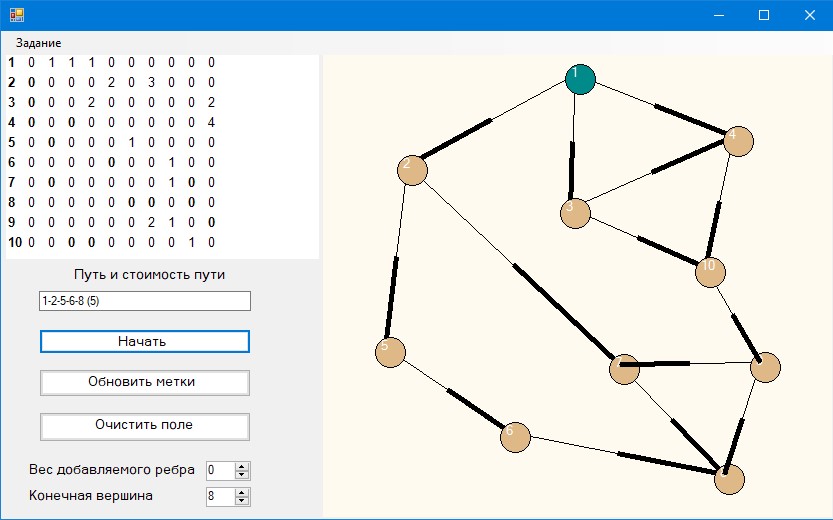 Задание
1 0 1 1 1 0 0 0 0 0 0
2 0 0 0 0 2 0 3 0 0 0
3 0 0 0 2 0 0 0 0 0 2
4 0 0 0 0 0 0 0 0 0 4
5 0 0 0 0 0 1 0 0 0 0
6 0 0 0 0 0 0 0 1 0 0
7 0 0 0 0 0 0 0 1 0 0
8 0 0 0 0 0 0 0 0 0 0
9 0 0 0 0 0 0 2 1 0 0
10 0 0 0 0 0 0 0 0 1 0
Путь и стоимость пути
1-2-5-6-8 (5)
Начать
Обновить метки
Очистить поле
Вес добавляемого ребра 0
Конечная вершина 8
1
4
2
3
10
5
6